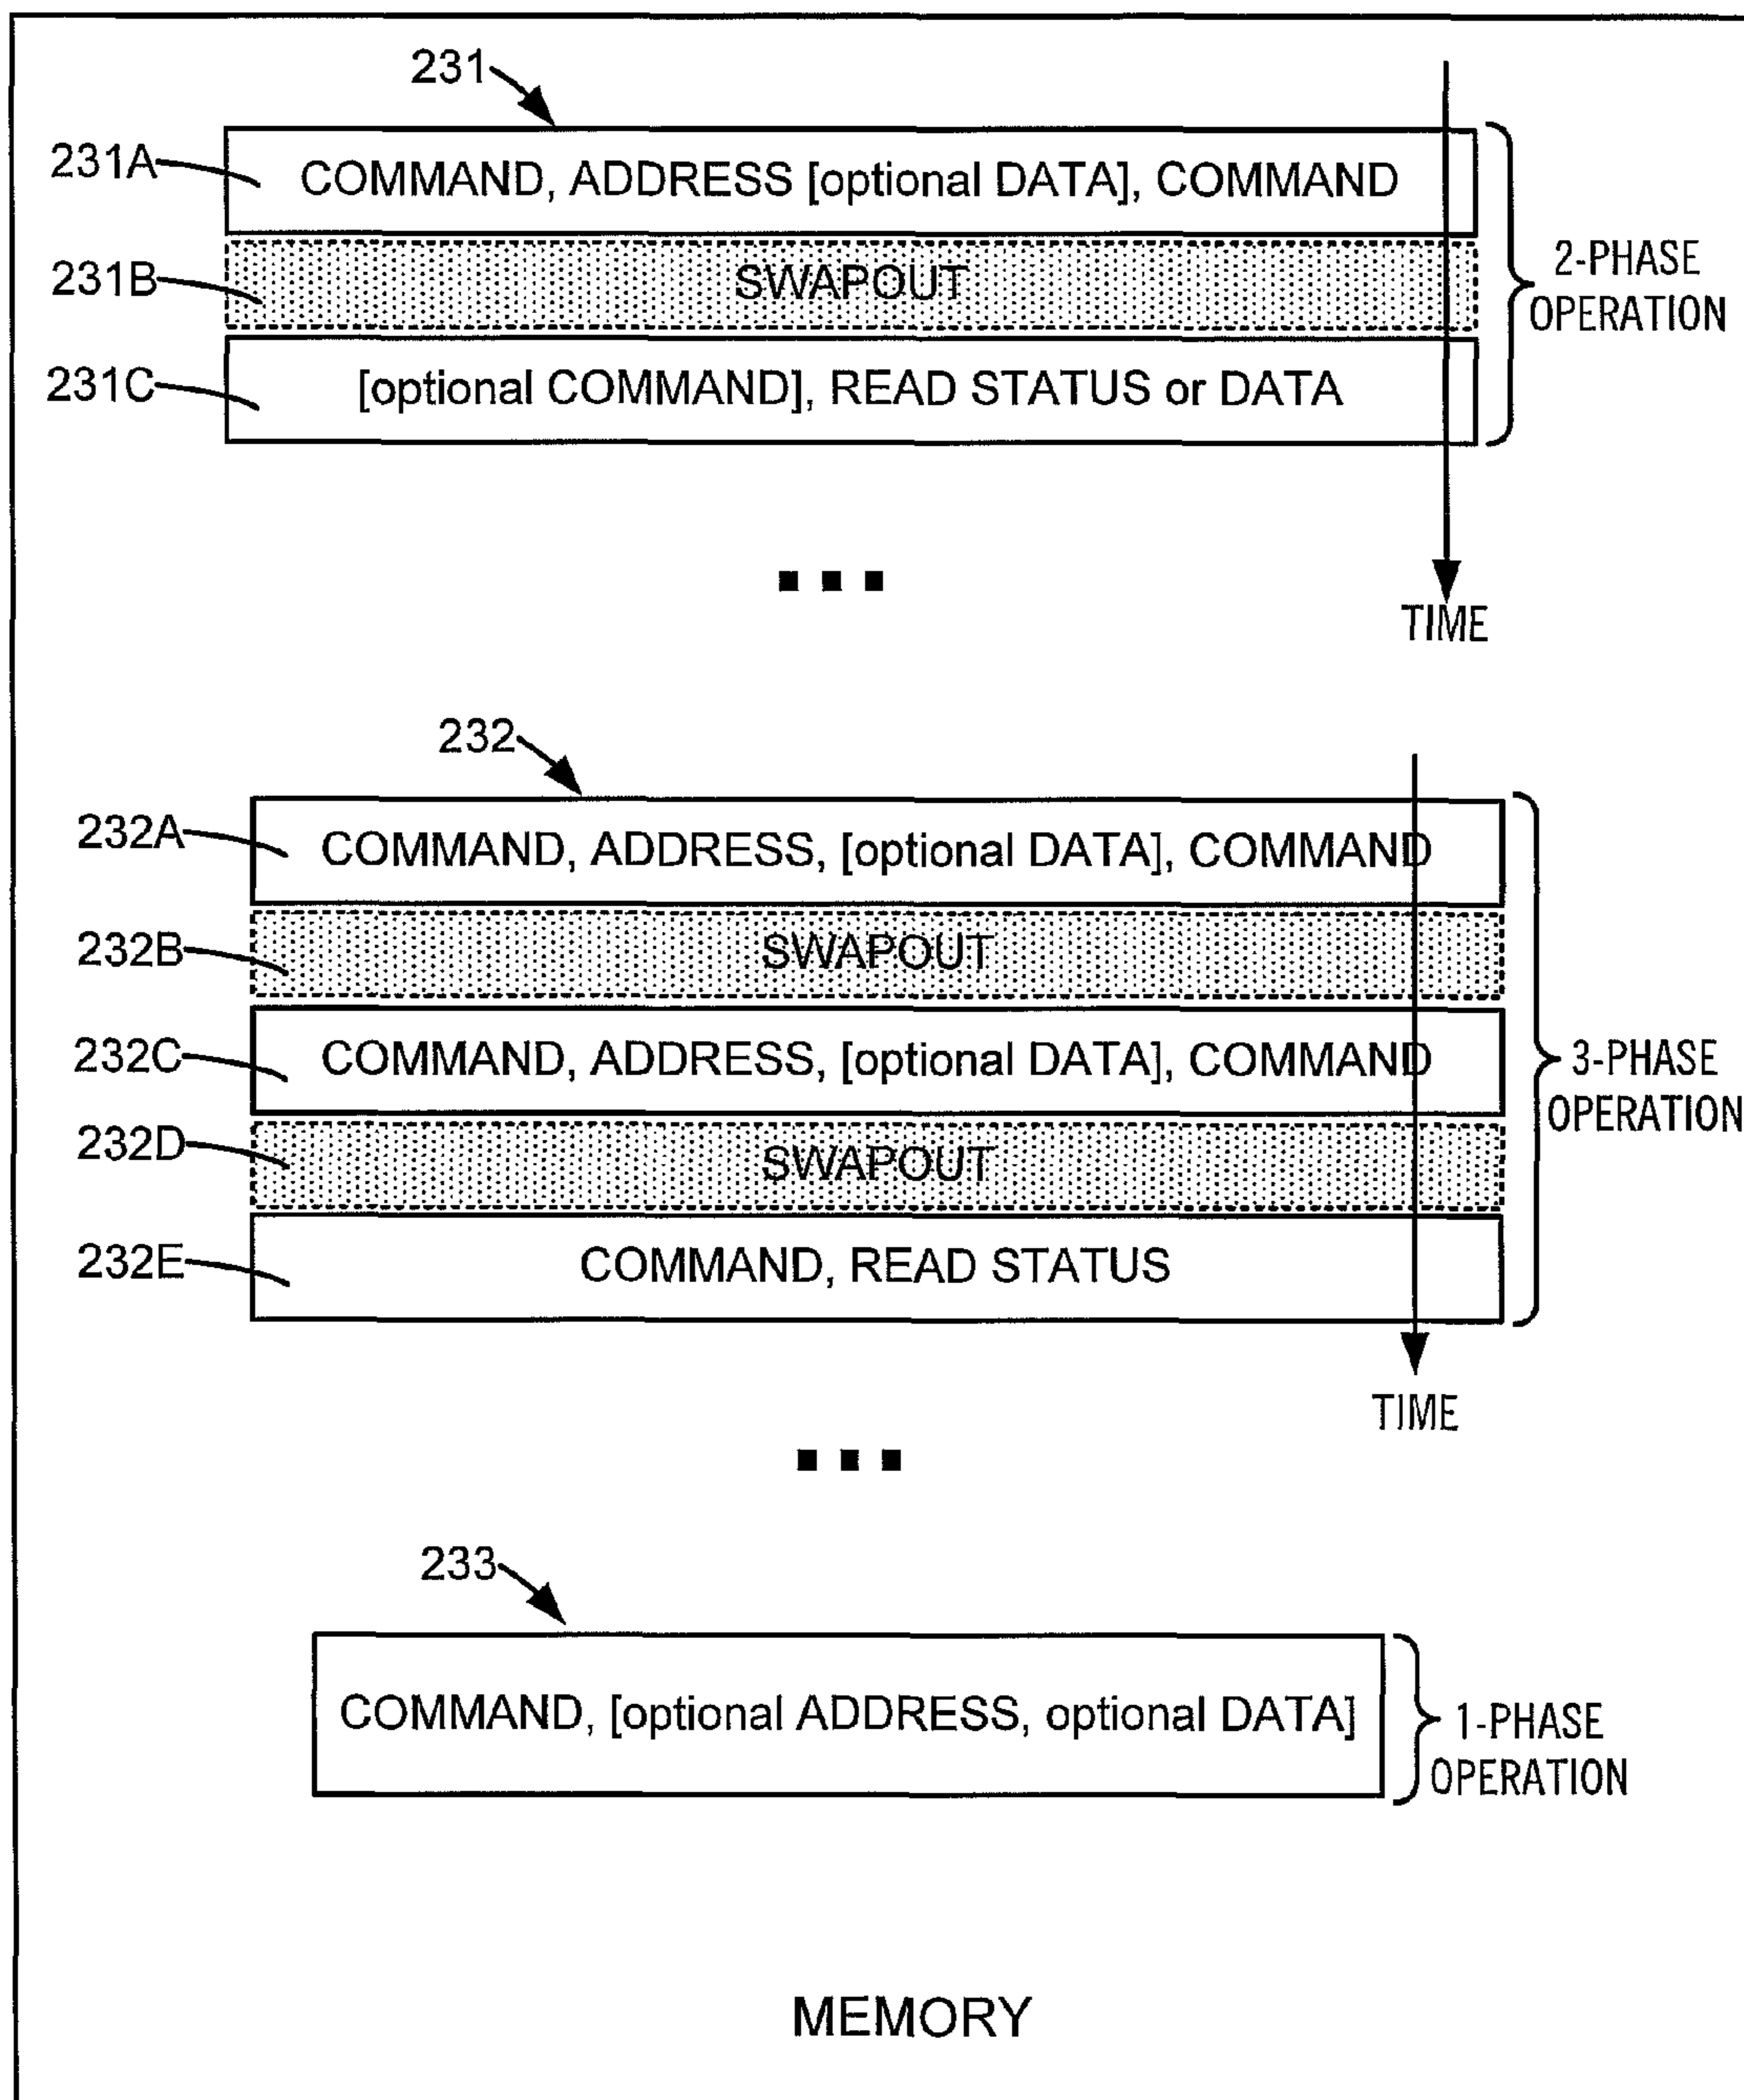 231
231A
COMMAND, ADDRESS [optional DATA], COMMAND
231B
SWAPOUT
2-PHASE
OPERATION
231C
[optional COMMAND], READ STATUS or DATA
...
TIME
232
232A
COMMAND, ADDRESS, [optional DATA], COMMAND
232B
SWAPOUT
232C
COMMAND, ADDRESS, [optional DATA], COMMAND
3-PHASE
OPERATION
232D
SWAPOUT
232E
COMMAND, READ STATUS
TIME
...
233
COMMAND, [optional ADDRESS, optional DATA]
1-PHASE
OPERATION
MEMORY